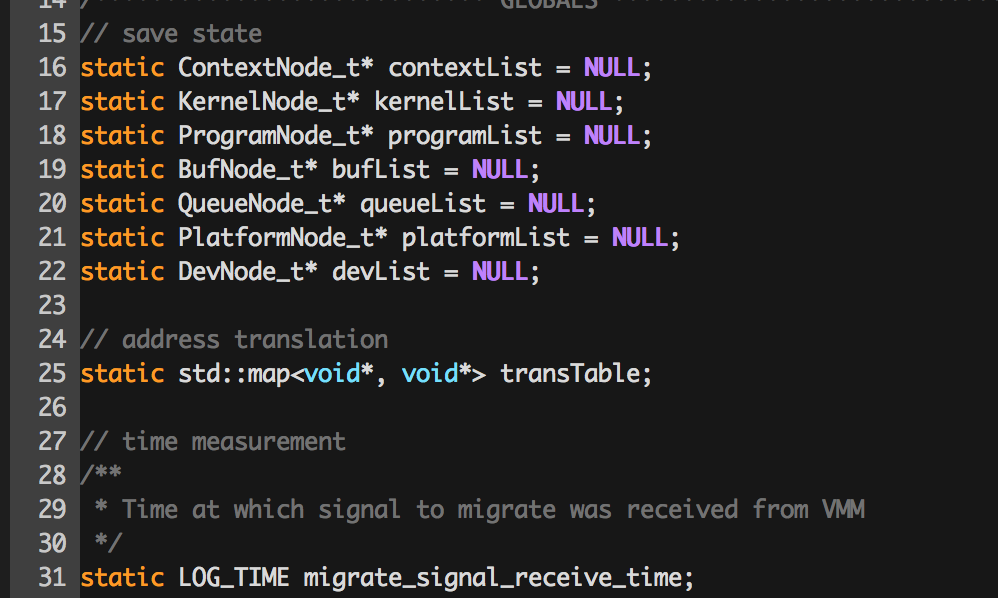 14 /**************************** GLOBALS ****************************
15 // save state
16 static ContextNode_t* contextList = NULL;
17 static KernelNode_t* kernelList = NULL;
18 static ProgramNode_t* programList = NULL;
19 static BufNode_t* bufList = NULL;
20 static QueueNode_t* queueList = NULL;
21 static PlatformNode_t* platformList = NULL;
22 static DevNode_t* devList = NULL;
23
24 // address translation
25 static std::map<void*, void*> transTable;
26
27 // time measurement
28 /**
29  * Time at which signal to migrate was received from VMM
30  */
31 static LOG_TIME migrate_signal_receive_time;